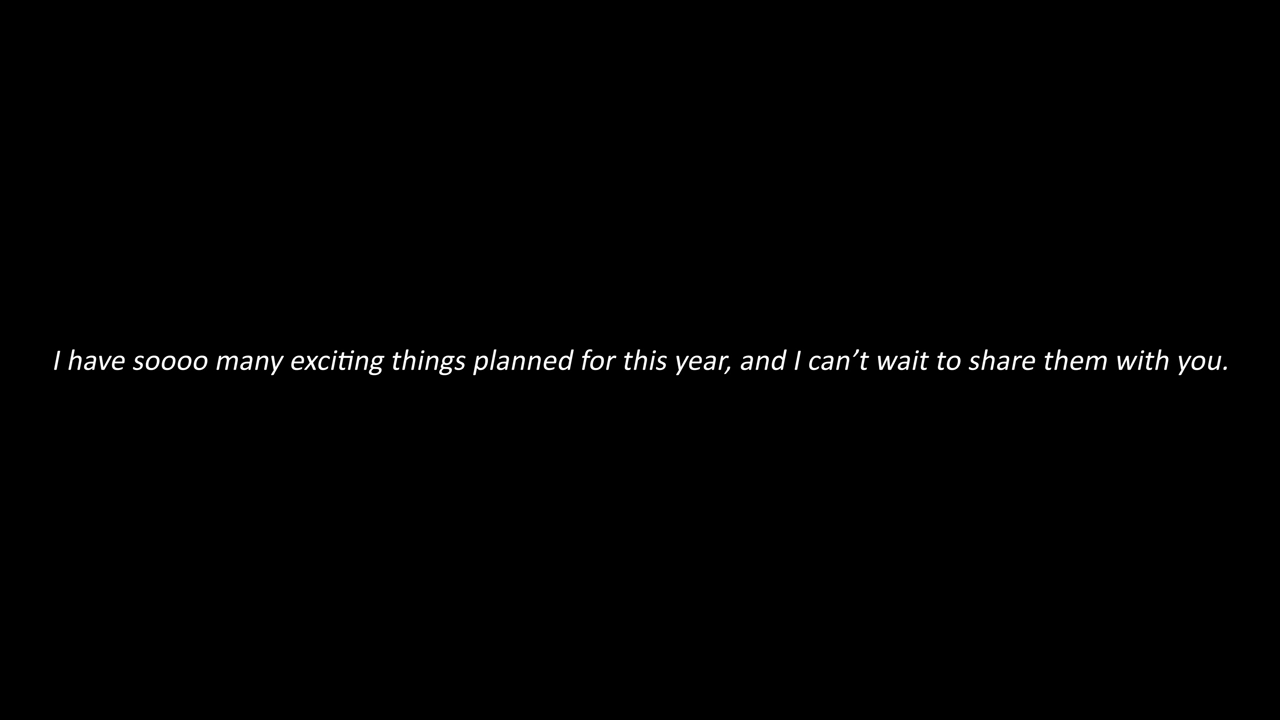 I have soooo many exciting things planned for this year, and I can’t wait to share them with you.